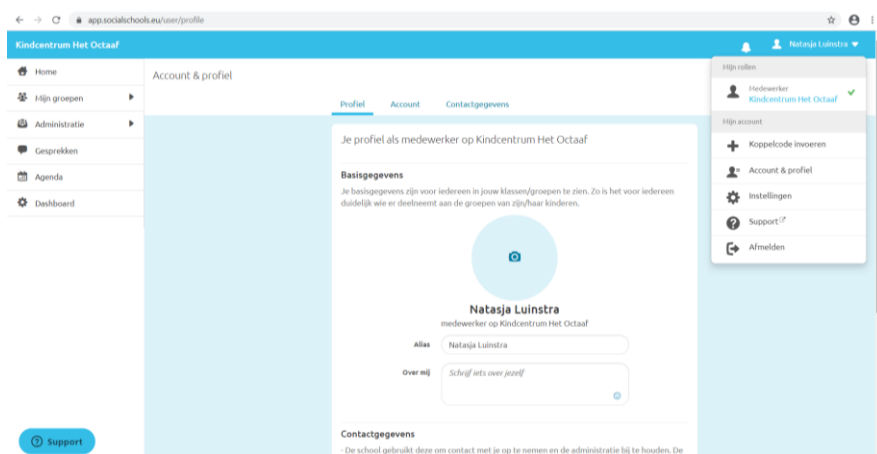 app.socialschools.eu/user/profile
Kindcentrum Het Octaaf
Natasja Luinstra
Home
Mijn groepen
Administratie
Gesprekken
Agenda
Dashboard
Support
Account & profiel
Profiel Account Contactgegevens
Je profiel als medewerker op Kindcentrum Het Octaaf
Basisgegevens
Je basisgegevens zijn voor iedereen in jouw klassen/groepen te zien. Zo is het voor iedereen
duidelijk wie er deelneemt aan de groepen van zijn/haar kinderen.
Natasja Luinstra
medewerker op Kindcentrum Het Octaaf
Alias Natasja Luinstra
Over mij Schrijf iets over jezelf
Contactgegevens
- De school gebruikt deze om contact met je op te nemen en de administratie bij te houden. De
Mijn rollen
Medewerker
Kindcentrum Het Octaaf
Mijn account
Koppelcode invoeren
Account & profiel
Instellingen
Support
Afmelden